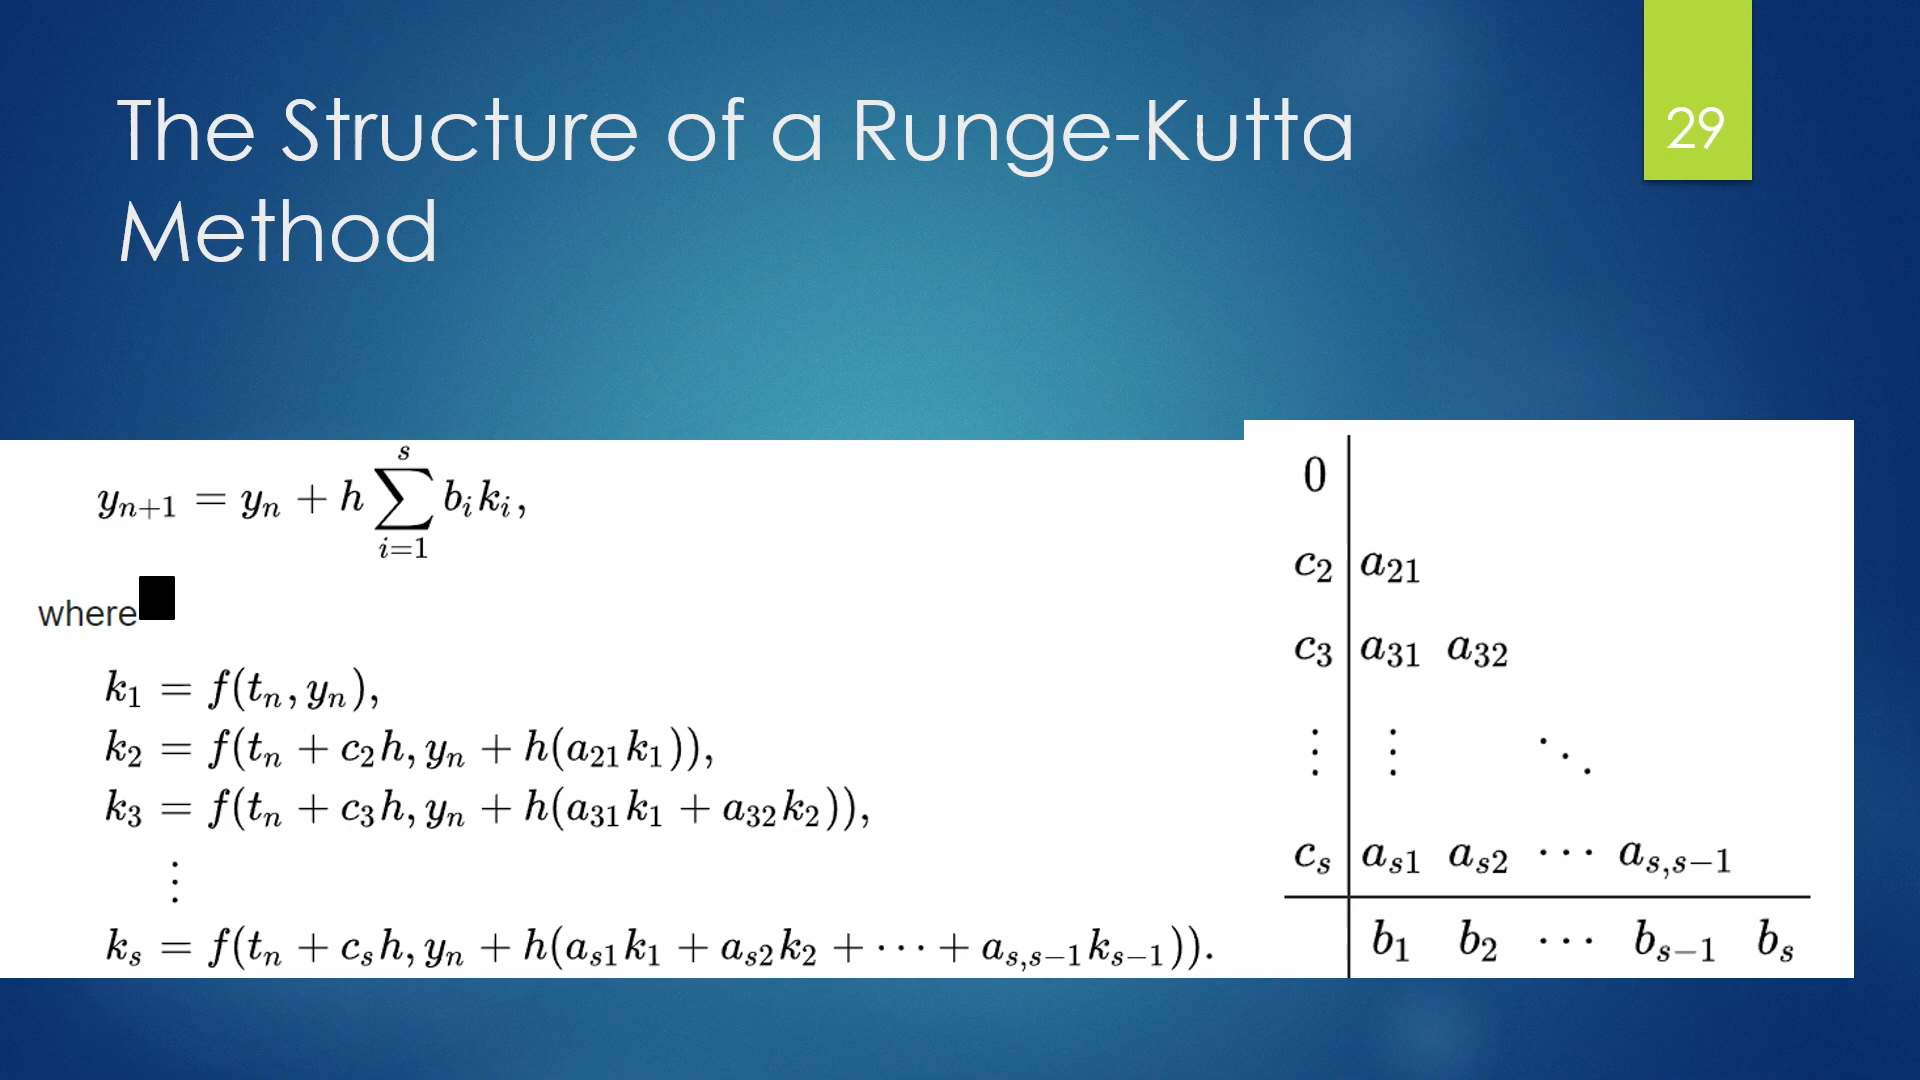 The Structure of a Runge-Kutta
Method
29
y_{n+1} = y_n + h \sum_{i=1}^{s} b_i k_i,
where
k_1 = f(t_n, y_n),
k_2 = f(t_n + c_2 h, y_n + h(a_{21} k_1)),
k_3 = f(t_n + c_3 h, y_n + h(a_{31} k_1 + a_{32} k_2)),
⋮
k_s = f(t_n + c_s h, y_n + h(a_{s1} k_1 + a_{s2} k_2 + ⋯ + a_{s,s-1} k_{s-1})).
0
c_2 a_{21}
c_3 a_{31} a_{32}
⋮ ⋮ ⋱
c_s a_{s1} a_{s2} ⋯ a_{s,s-1}
b_1 b_2 ⋯ b_{s-1} b_s